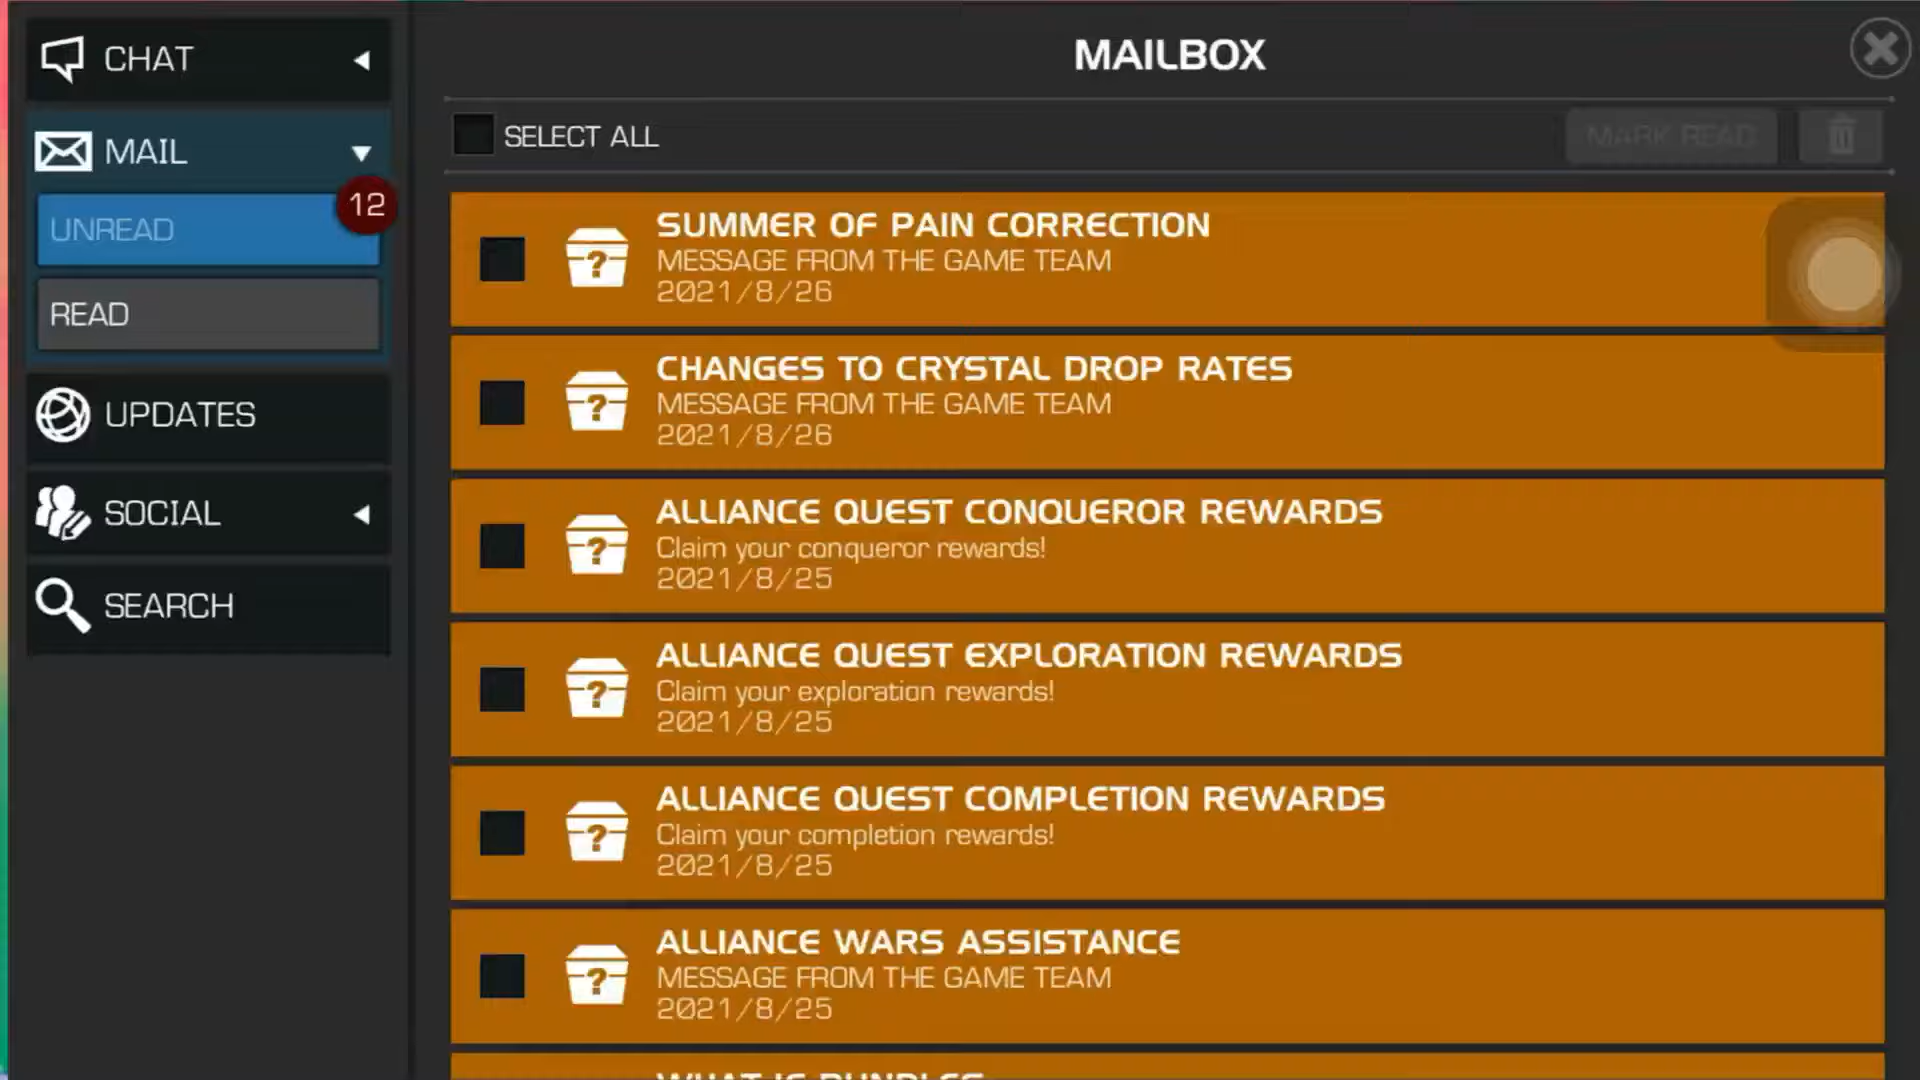 CHAT
MAIL
12
UNREAD
READ
UPDATES
SOCIAL
SEARCH
MAILBOX
SELECT ALL
MARK READ
SUMMER OF PAIN CORRECTION
MESSAGE FROM THE GAME TEAM
2021/8/26
CHANGES TO CRYSTAL DROP RATES
MESSAGE FROM THE GAME TEAM
2021/8/26
ALLIANCE QUEST CONQUEROR REWARDS
Claim your conqueror rewards!
2021/8/25
ALLIANCE QUEST EXPLORATION REWARDS
Claim your exploration rewards!
2021/8/25
ALLIANCE QUEST COMPLETION REWARDS
Claim your completion rewards!
2021/8/25
ALLIANCE WARS ASSISTANCE
MESSAGE FROM THE GAME TEAM
2021/8/25